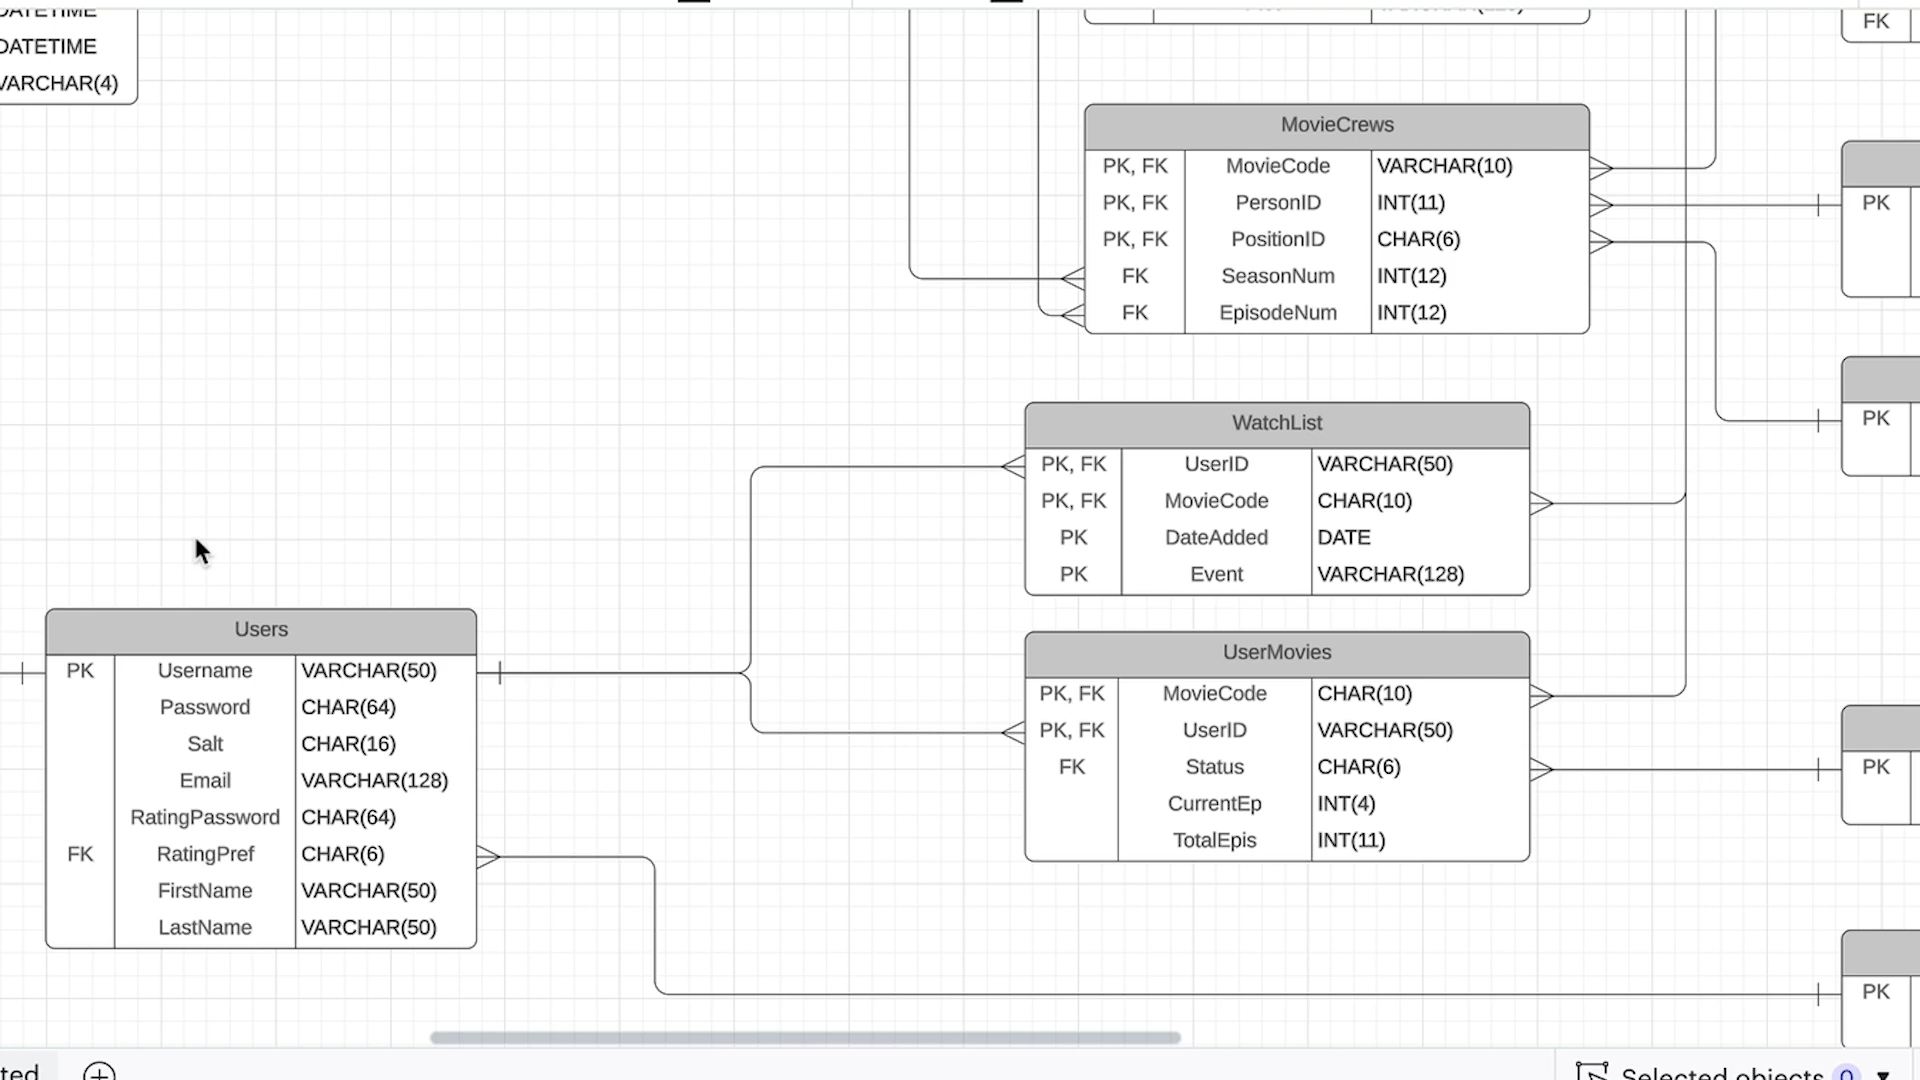 DATETIME
DATETIME
VARCHAR(4)
FK
MovieCrews
PK, FK MovieCode VARCHAR(10)
PK, FK PersonID INT(11)
PK, FK PositionID CHAR(6)
FK SeasonNum INT(12)
FK EpisodeNum INT(12)
PK
PK
WatchList
PK, FK UserID VARCHAR(50)
PK, FK MovieCode CHAR(10)
PK DateAdded DATE
PK Event VARCHAR(128)
Users
PK Username VARCHAR(50)
Password CHAR(64)
Salt CHAR(16)
Email VARCHAR(128)
RatingPassword CHAR(64)
FK RatingPref CHAR(6)
FirstName VARCHAR(50)
LastName VARCHAR(50)
UserMovies
PK, FK MovieCode CHAR(10)
PK, FK UserID VARCHAR(50)
FK Status CHAR(6)
CurrentEp INT(4)
TotalEpis INT(11)
PK
PK
ted
Selected objects 0